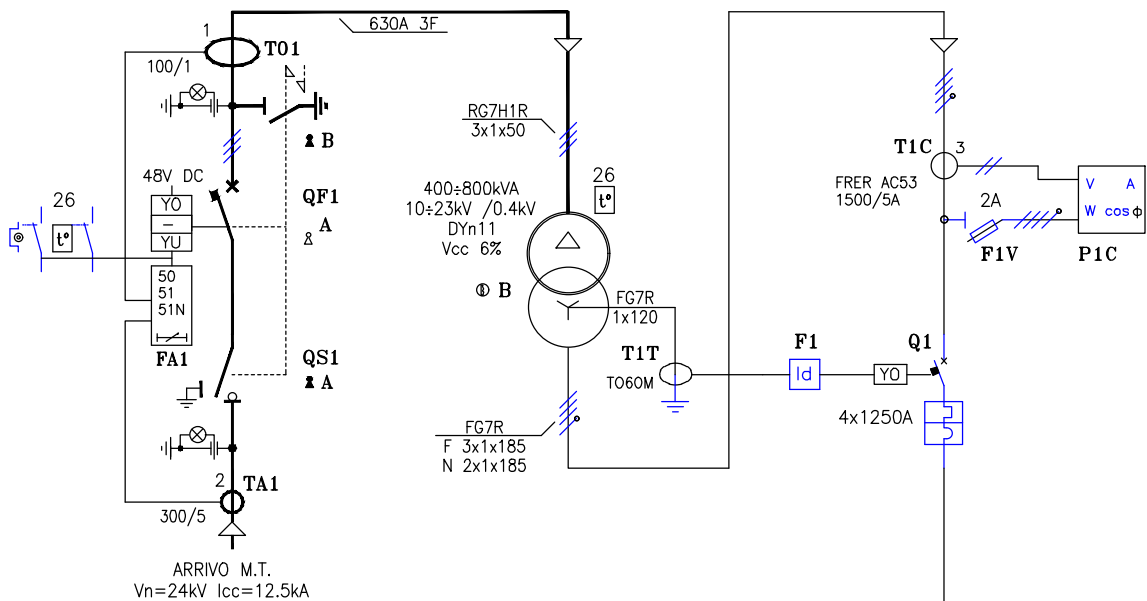 1
TO1
100/1
630A 3F
B
48V DC
YO
–
YU
QF1
A
26
t°
50
51
51N
FA1
QS1
A
2
TA1
300/5
ARRIVO M.T.
Vn=24kV Icc=12.5kA
RG7H1R
3x1x50
400÷800kVA
10÷23kV /0.4kV
DYn11
Vcc 6%
26
t°
B
FG7R
1x120
T1T
TO60M
FG7R
F 3x1x185
N 2x1x185
F1
Id
YO
Q1
4x1250A
T1C
3
FRER AC53
1500/5A
2A
F1V
V A
W cosϕ
P1C